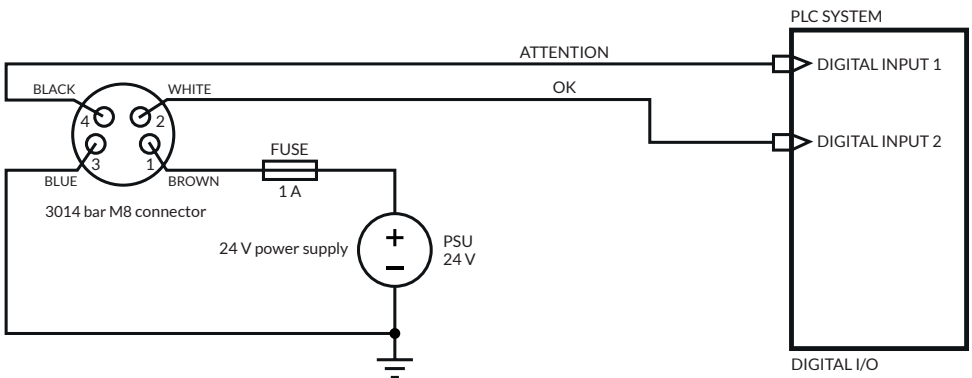 PLC SYSTEM
ATTENTION
DIGITAL INPUT 1
BLACK
WHITE
OK
4
2
DIGITAL INPUT 2
3
1
FUSE
BLUE
BROWN
1 A
3014 bar M8 connector
24 V power supply
+
–
PSU
24 V
DIGITAL I/O